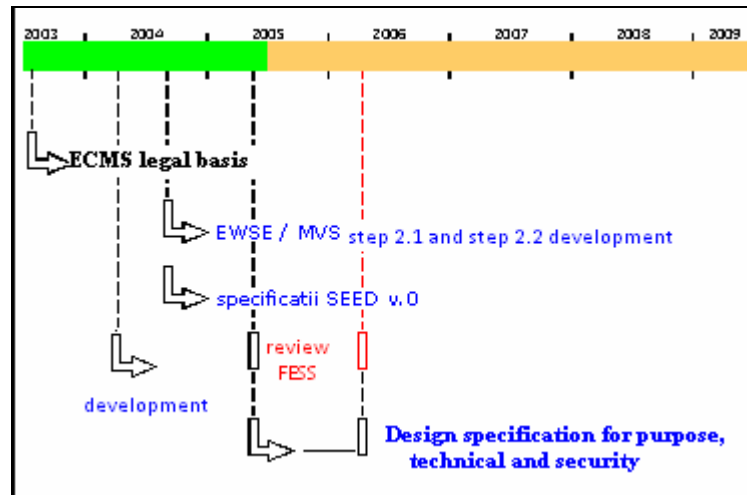 2003 2004 2005 2006 2007 2008 2009
ECMS legal basis
EWSE / MVS step 2.1 and step 2.2 development
specificatii SEED v.0
review
FESS
development
Design specification for purpose,
technical and security